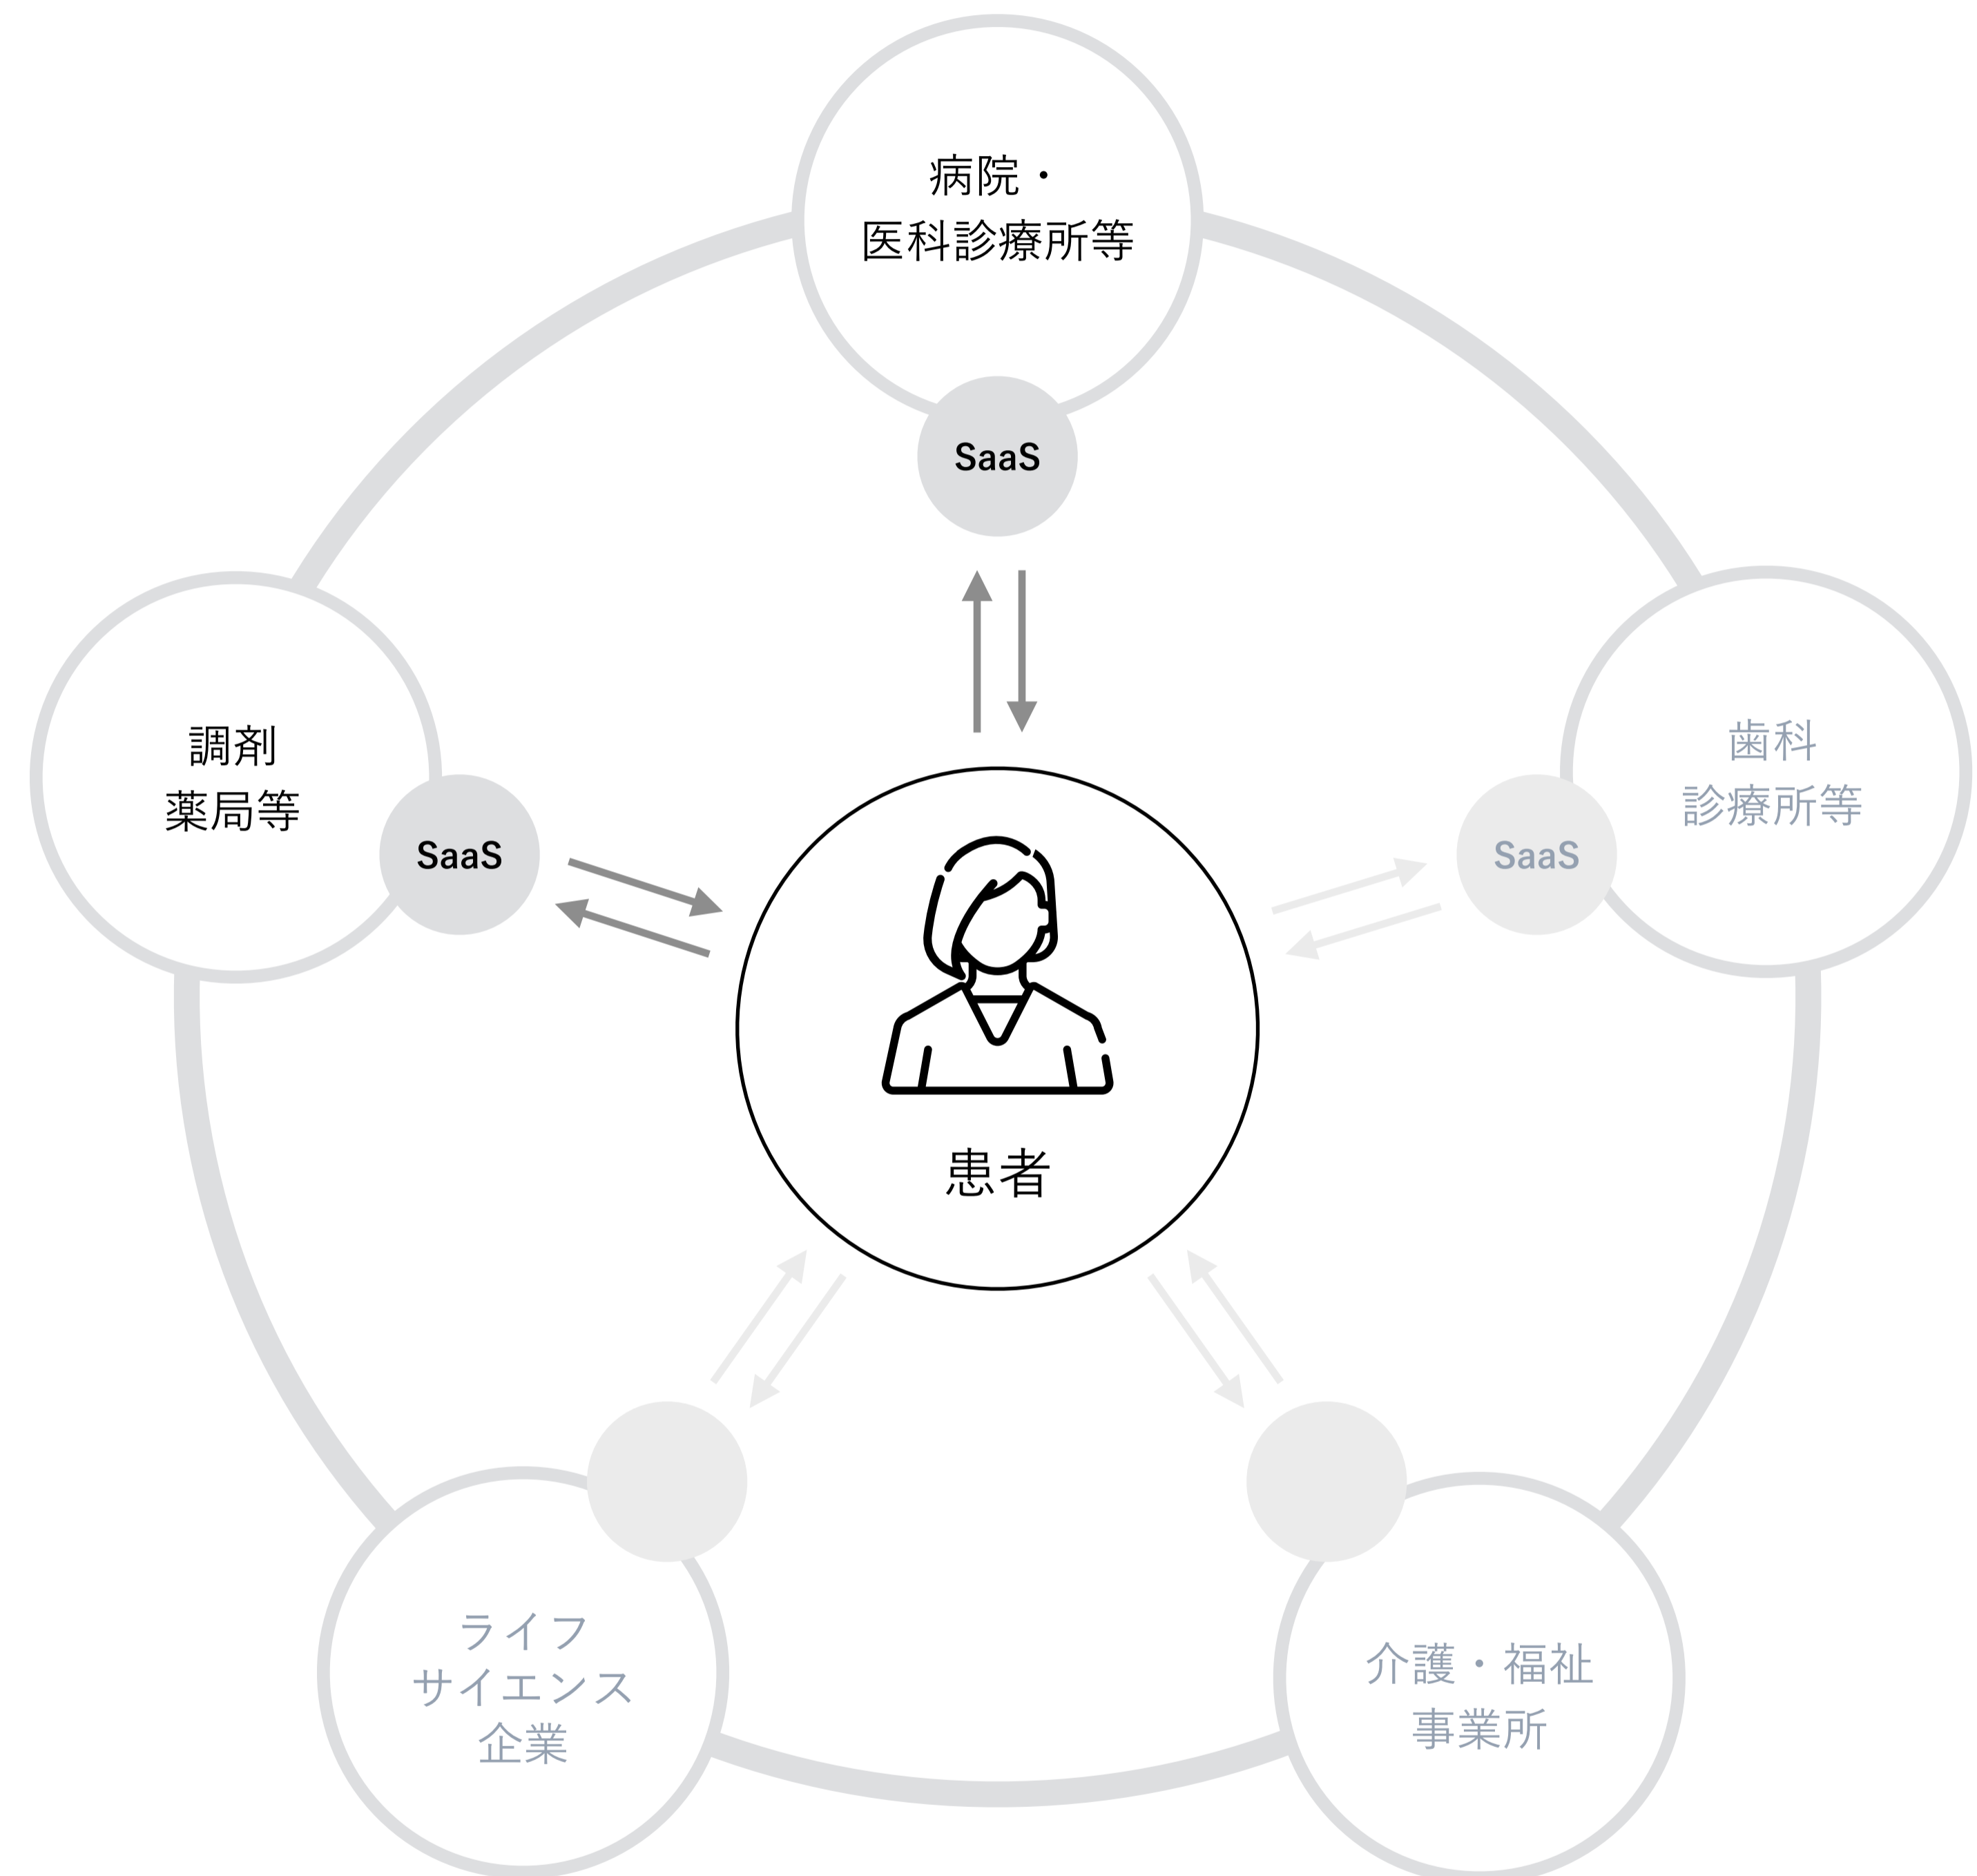 病院・
医科診療所等
SaaS
調剤
薬局等
SaaS
歯科
診療所等
SaaS
患者
ライフ
サイエンス
企業
介護・福祉
事業所